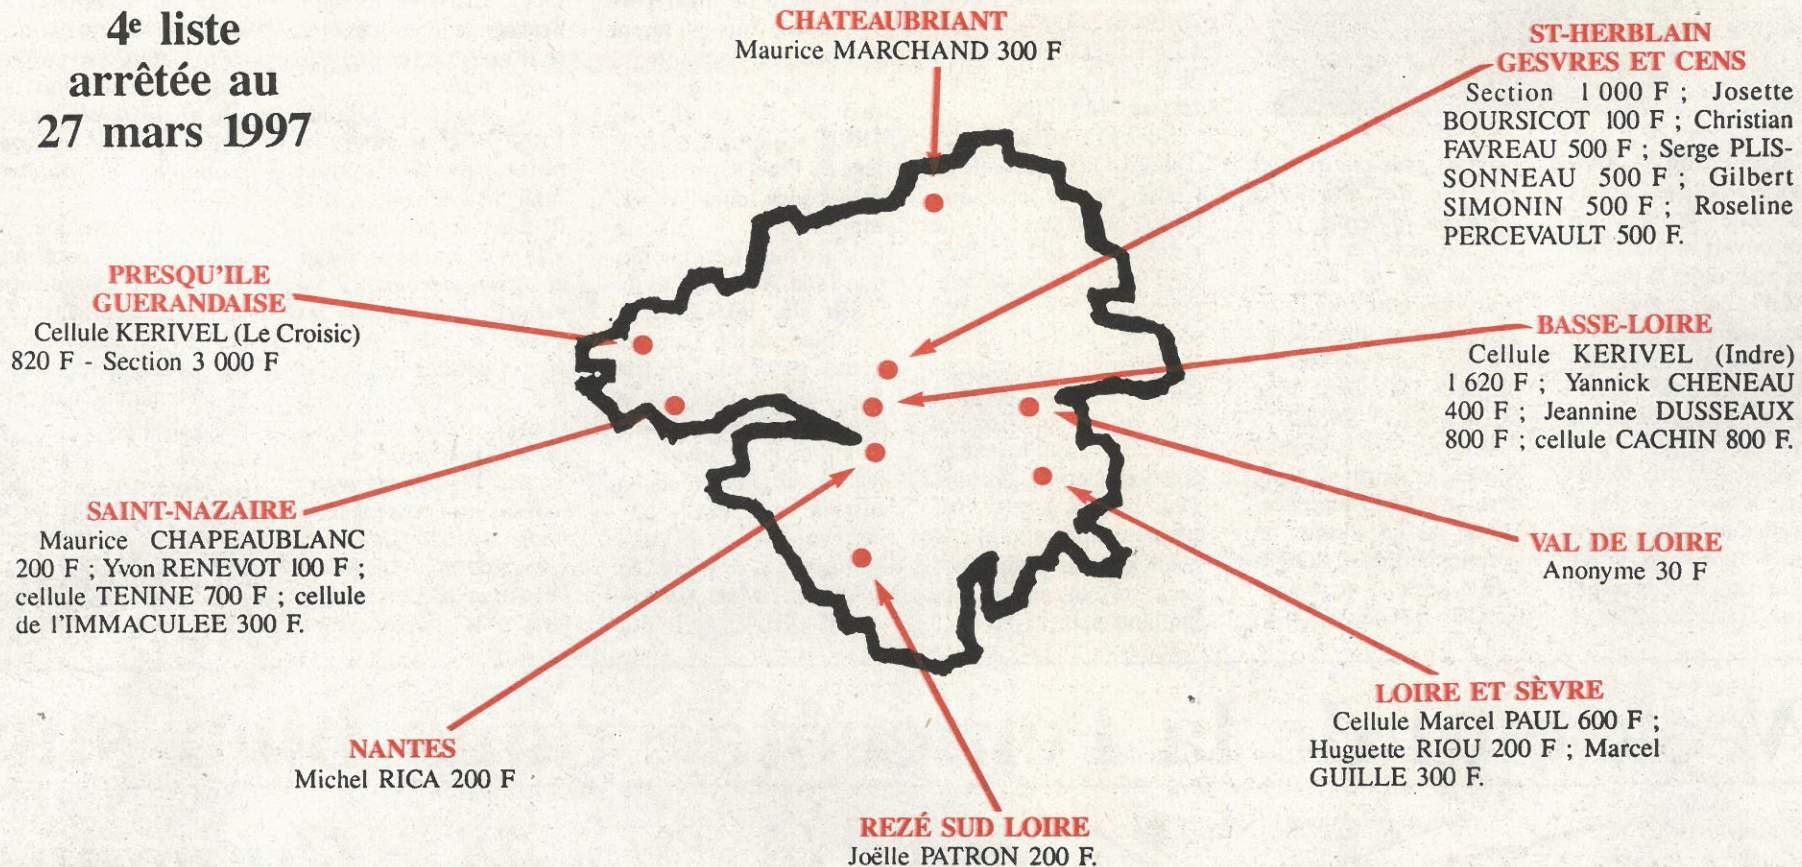 4e liste
arrêtée au
27 mars 1997
CHATEAUBRIANT
Maurice MARCHAND 300 F
ST-HERBLAIN
GESVRES ET CENS
Section 1 000 F ; Josette
BOURSICOT 100 F ; Christian
FAVREAU 500 F ; Serge PLIS-
SONNEAU 500 F ; Gilbert
SIMONIN 500 F ; Roseline
PERCEVAULT 500 F.
PRESQU'ILE
GUERANDAISE
Cellule KERIVEL (Le Croisic)
820 F - Section 3 000 F
BASSE-LOIRE
Cellule KERIVEL (Indre)
1 620 F ; Yannick CHENEAU
400 F ; Jeannine DUSSEAUX
800 F ; cellule CACHIN 800 F.
SAINT-NAZAIRE
Maurice CHAPEAUBLANC
200 F ; Yvon RENEVOT 100 F ;
cellule TENINE 700 F ; cellule
de l'IMMACULEE 300 F.
VAL DE LOIRE
Anonyme 30 F
LOIRE ET SÈVRE
Cellule Marcel PAUL 600 F ;
Huguette RIOU 200 F ; Marcel
GUILLE 300 F.
NANTES
Michel RICA 200 F
REZÉ SUD LOIRE
Joëlle PATRON 200 F.